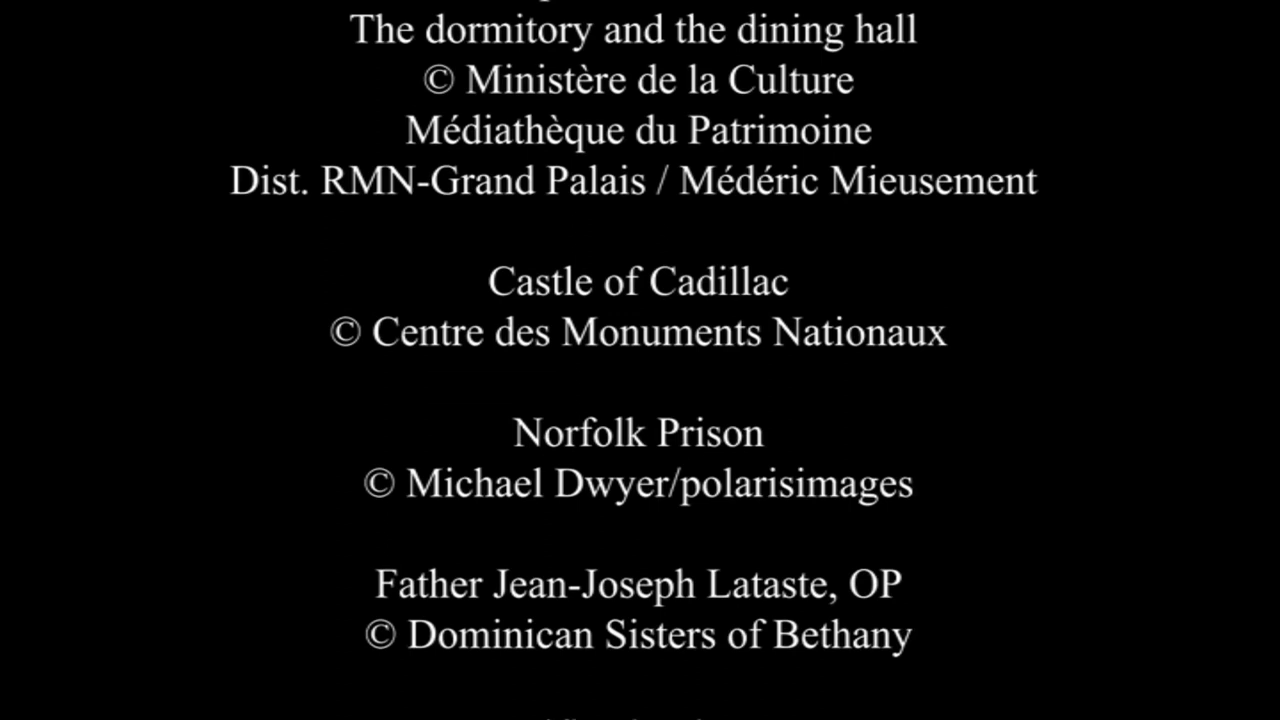 The dormitory and the dining hall
© Ministère de la Culture
Médiathèque du Patrimoine
Dist. RMN-Grand Palais / Médéric Mieusement
Castle of Cadillac
© Centre des Monuments Nationaux
Norfolk Prison
© Michael Dwyer/polarisimages
Father Jean-Joseph Lataste, OP
© Dominican Sisters of Bethany